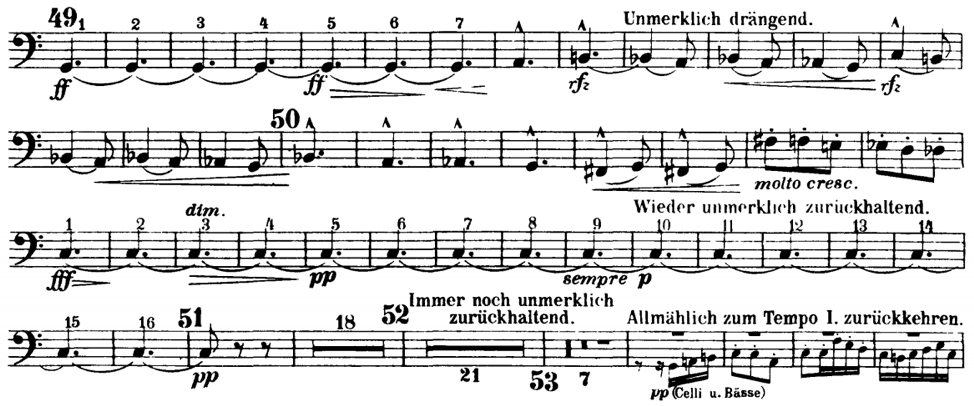 49 1 2 3 4 5 6 7 Unmerklich drängend.
ff ff rfz rfz
50
molto cresc.
dim. Wieder unmerklich zurückhaltend.
1 2 3 4 5 6 7 8 9 10 11 12 13 14
fff pp sempre p
Immer noch unmerklich
15 16 51 18 52 zurückhaltend. Allmählich zum Tempo I. zurückkehren.
pp 21 53 7 pp (Celli u. Bässe)